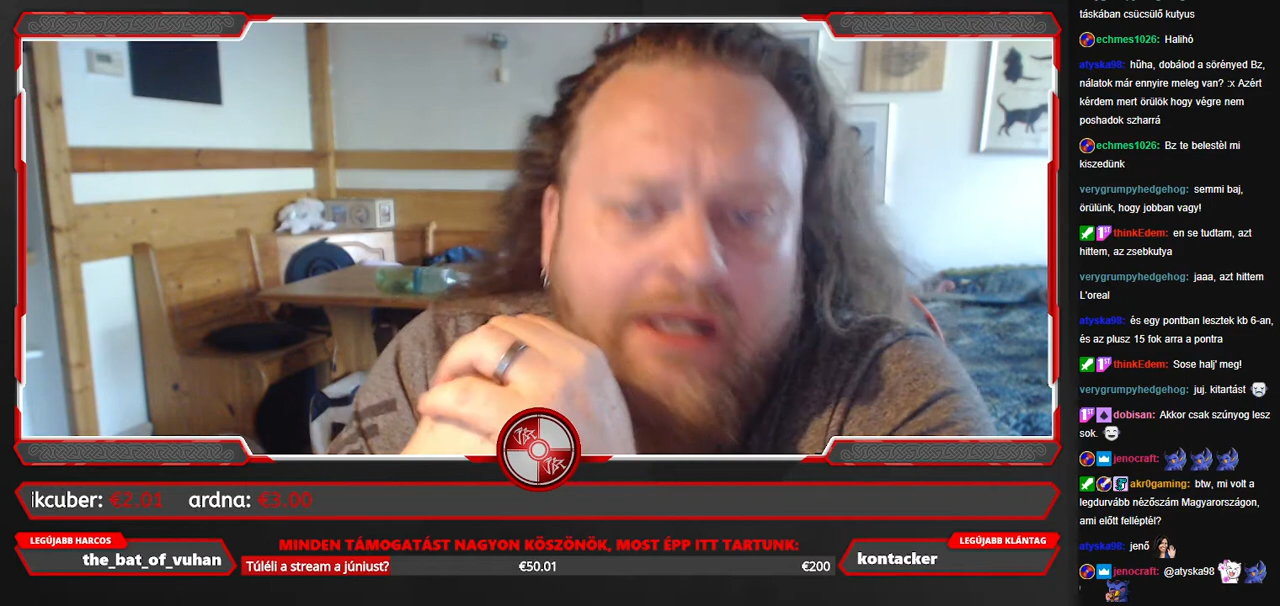 táskában csücsülő kutyus
echmes1026: Halihó
atyska98: hűha, dobálod a sörényed Bz,
nálatok már ennyire meleg van? :x Azért
kérdem mert örülök hogy végre nem
poshadok szharrá
echmes1026: Bz te belestèl mi
kiszedünk
verygrumpyhedgehog: semmi baj,
örülünk, hogy jobban vagy!
thinkEdem: en se tudtam, azt
hittem, az zsebkutya
verygrumpyhedgehog: jaaa, azt hittem
L'oreal
atyska98: és egy pontban lesztek kb 6-an,
és az plusz 15 fok arra a pontra
thinkEdem: Sose halj' meg!
verygrumpyhedgehog: juj. kitartást
dobisan: Akkor csak szúnyog lesz
sok.
jenocraft:
akr0gaming: btw, mi volt a
legdurvább nézőszám Magyarországon,
ami előtt felléptél?
atyska98: jenő
jenocraft: @atyska98
ikcuber: €2.01 ardna: €3.00
LEGÚJABB HARCOS
the_bat_of_vuhan
MINDEN TÁMOGATÁST NAGYON KÖSZÖNÖK, MOST ÉPP ITT TARTUNK:
Túléli a stream a júniust? €50.01 €200
LEGÚJABB KLÁNTAG
kontacker